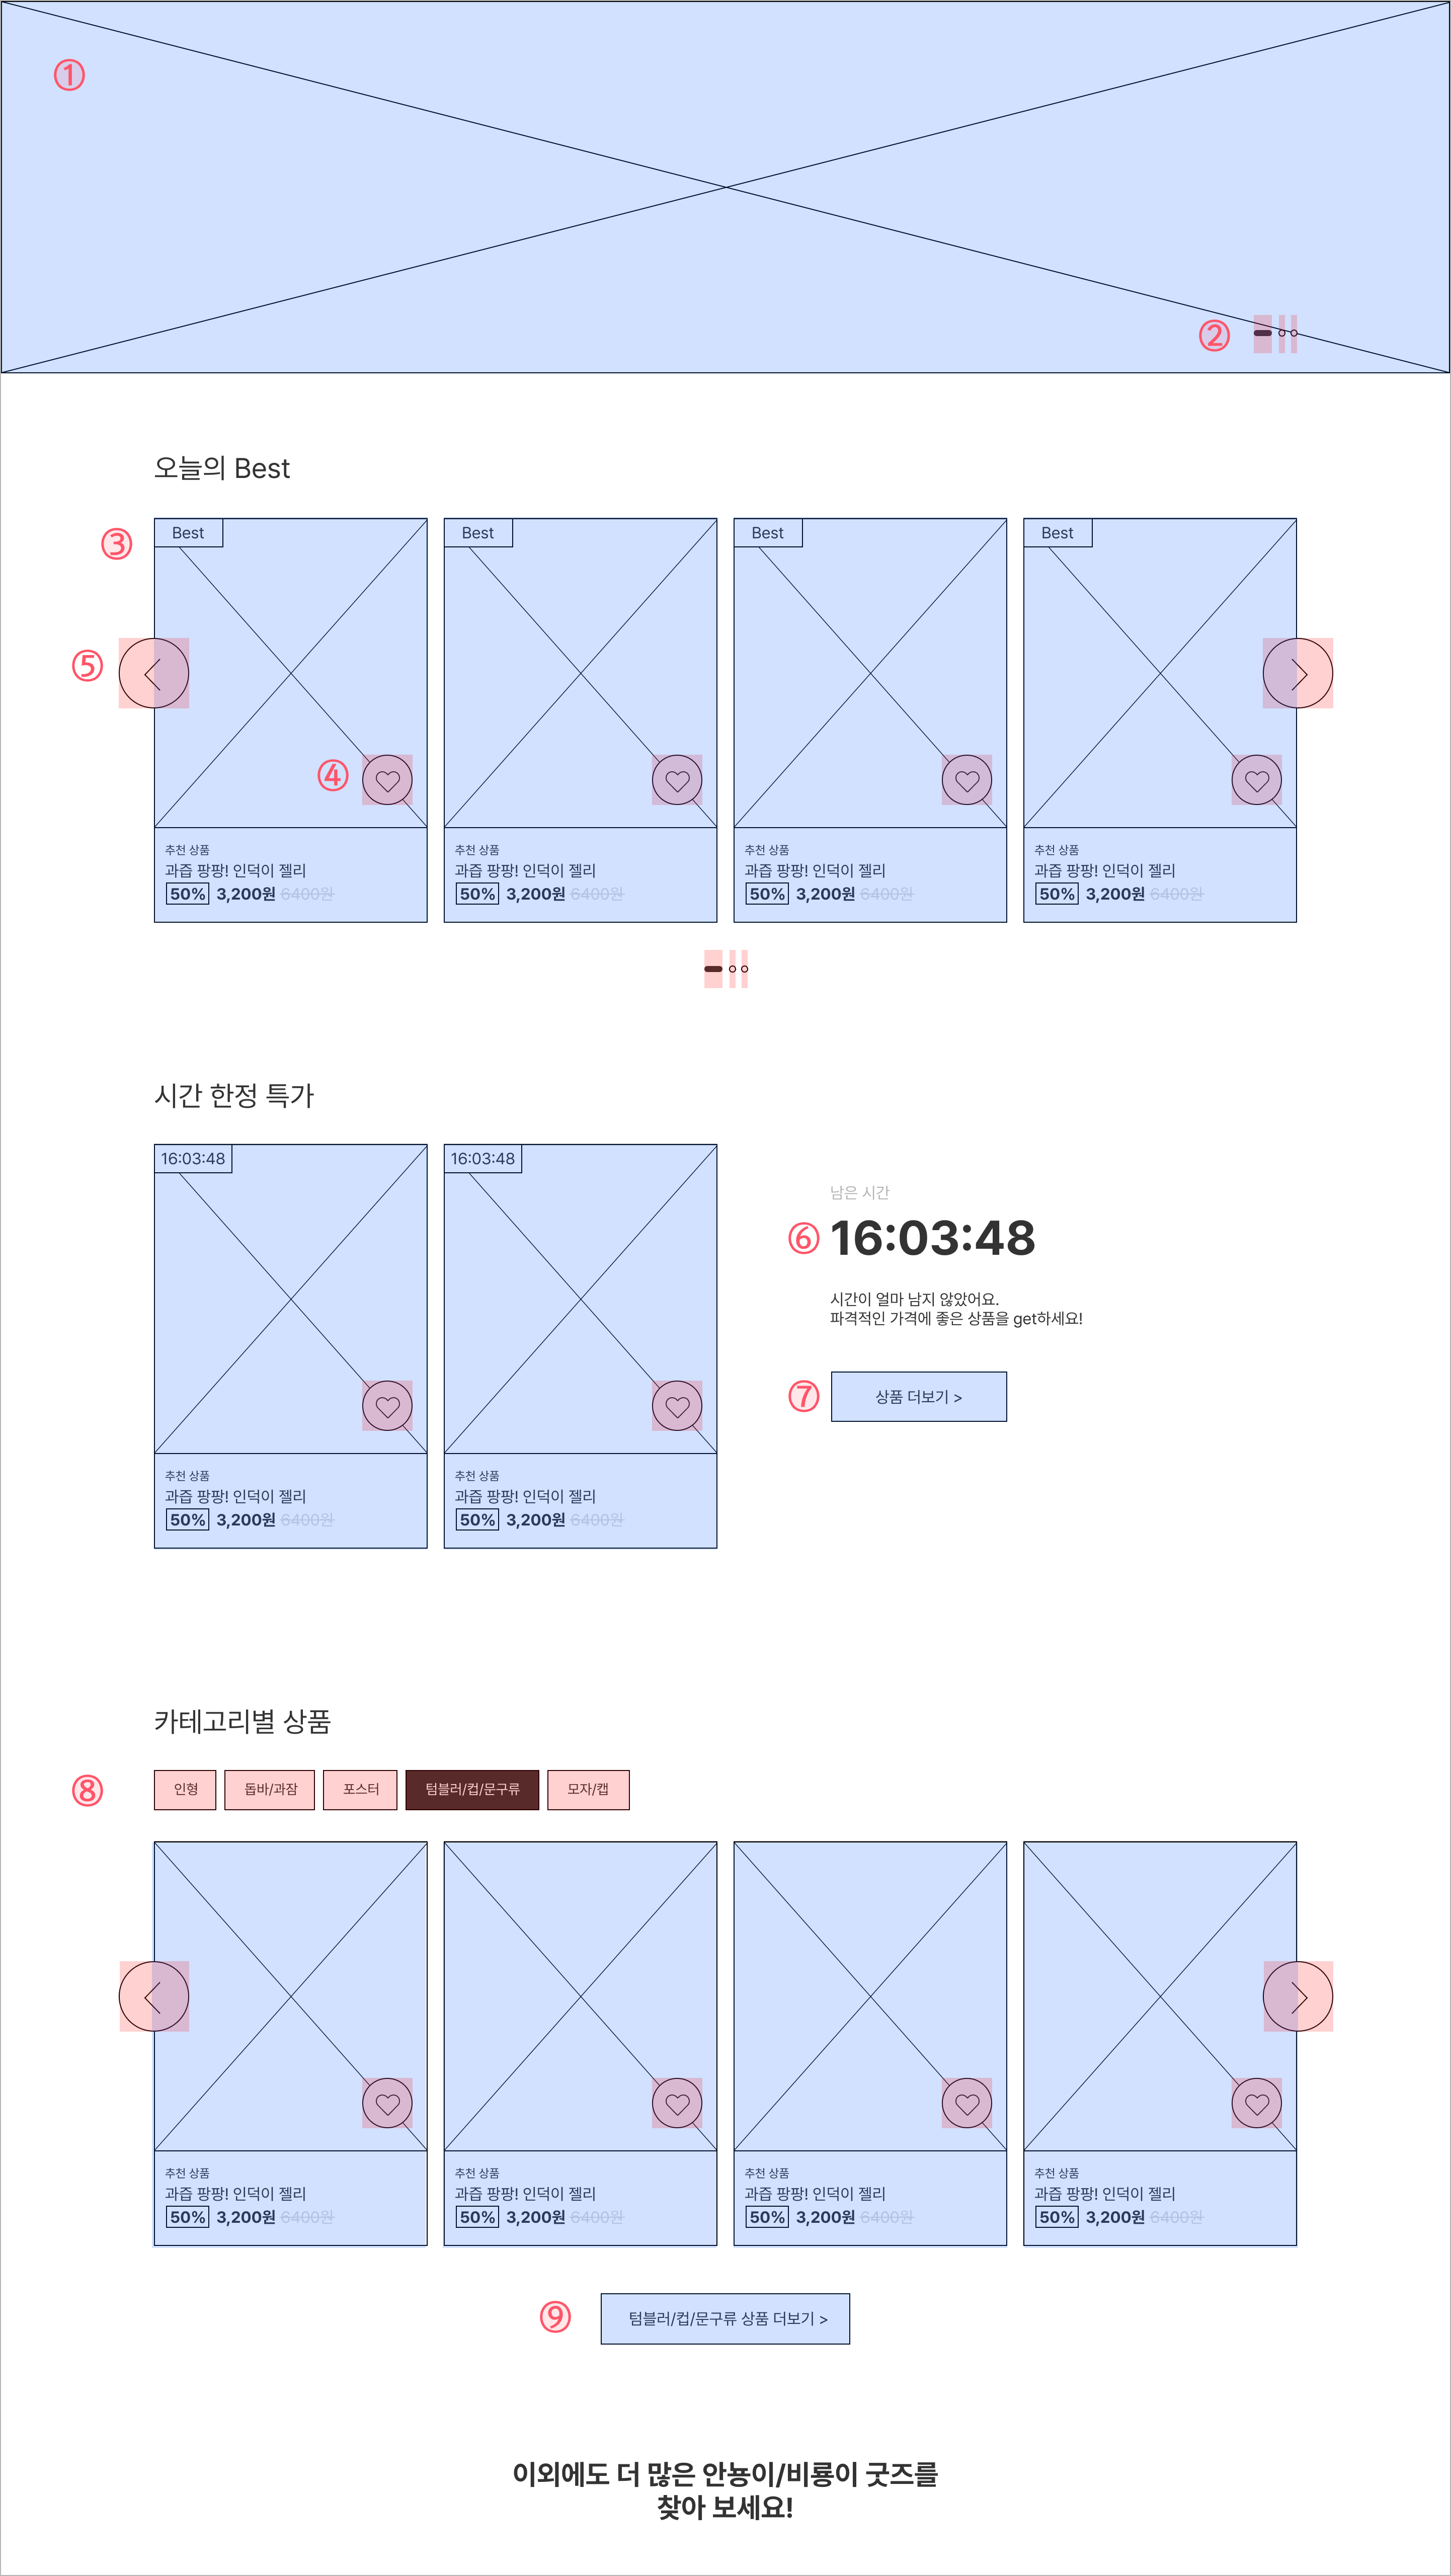 ①
②
오늘의 Best
③
Best
Best
Best
Best
⑤
④
추천 상품
과즙 팡팡! 인덕이 젤리
50% 3,200원 6400원
추천 상품
과즙 팡팡! 인덕이 젤리
50% 3,200원 6400원
추천 상품
과즙 팡팡! 인덕이 젤리
50% 3,200원 6400원
추천 상품
과즙 팡팡! 인덕이 젤리
50% 3,200원 6400원
시간 한정 특가
16:03:48
16:03:48
추천 상품
과즙 팡팡! 인덕이 젤리
50% 3,200원 6400원
추천 상품
과즙 팡팡! 인덕이 젤리
50% 3,200원 6400원
남은 시간
⑥ 16:03:48
시간이 얼마 남지 않았어요.
파격적인 가격에 좋은 상품을 get하세요!
⑦ 상품 더보기 >
카테고리별 상품
⑧ 인형 돕바/과잠 포스터 텀블러/컵/문구류 모자/캡
추천 상품
과즙 팡팡! 인덕이 젤리
50% 3,200원 6400원
추천 상품
과즙 팡팡! 인덕이 젤리
50% 3,200원 6400원
추천 상품
과즙 팡팡! 인덕이 젤리
50% 3,200원 6400원
추천 상품
과즙 팡팡! 인덕이 젤리
50% 3,200원 6400원
⑨ 텀블러/컵/문구류 상품 더보기 >
이외에도 더 많은 안뇽이/비룡이 굿즈를
찾아 보세요!